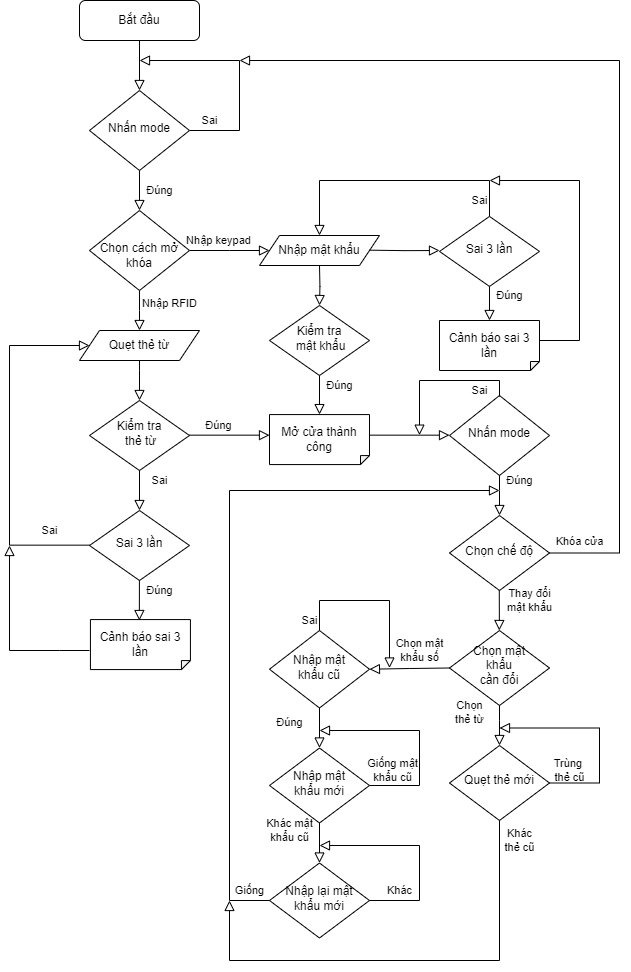 Bắt đầu
Nhấn mode
Sai
Đúng
Chọn cách mở
khóa
Nhập keypad
Nhập mật khẩu
Sai
Sai 3 lần
Đúng
Cảnh báo sai 3
lần
Nhập RFID
Quẹt thẻ từ
Kiểm tra
mật khẩu
Đúng
Kiểm tra
thẻ từ
Đúng
Mở cửa thành
công
Sai
Nhấn mode
Đúng
Sai
Sai
Sai 3 lần
Đúng
Cảnh báo sai 3
lần
Chọn chế độ
Khóa cửa
Thay đổi
mật khẩu
Chọn mật
khẩu
cần đổi
Chọn mật
khẩu số
Sai
Nhập mật
khẩu cũ
Đúng
Chọn
thẻ từ
Nhập mật
khẩu mới
Giống mật
khẩu cũ
Quẹt thẻ mới
Trùng
thẻ cũ
Khác mật
khẩu cũ
Khác
thẻ cũ
Giống
Nhập lại mật
khẩu mới
Khác